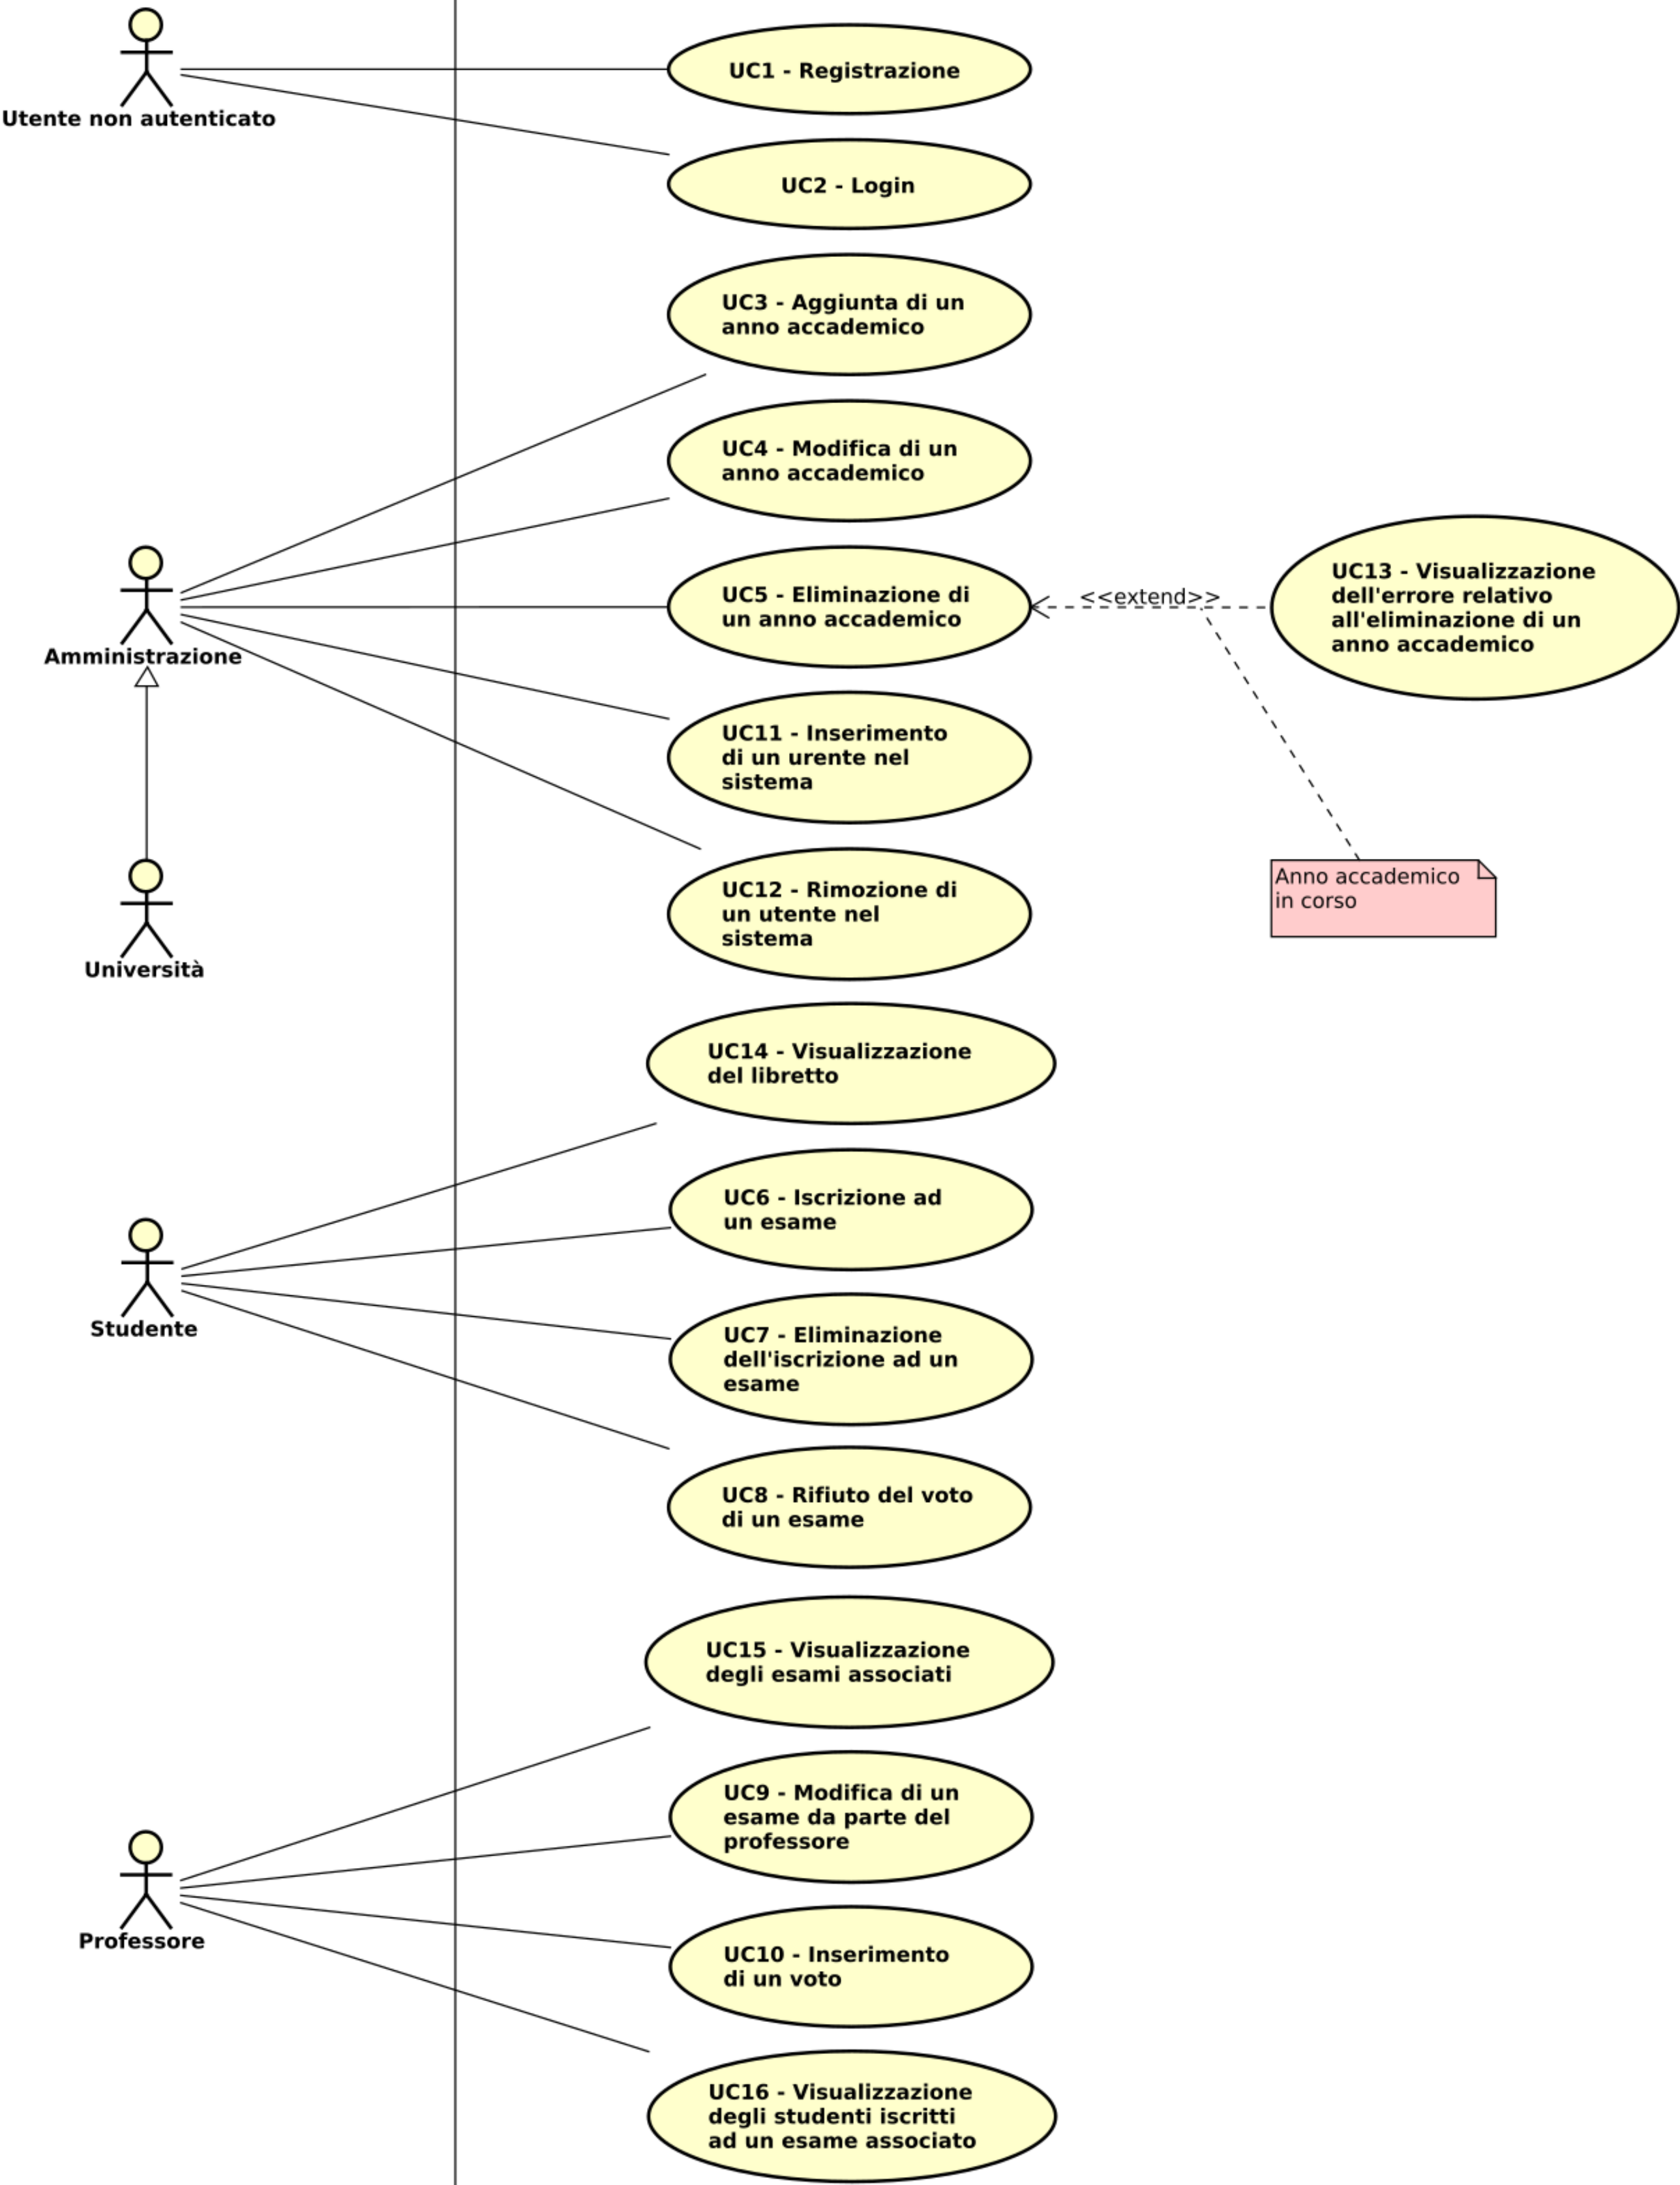 Utente non autenticato
UC1 - Registrazione
UC2 - Login
UC3 - Aggiunta di un
anno accademico
UC4 - Modifica di un
anno accademico
Amministrazione
UC5 - Eliminazione di
un anno accademico
<<extend>>
UC13 - Visualizzazione
dell'errore relativo
all'eliminazione di un
anno accademico
UC11 - Inserimento
di un urente nel
sistema
Anno accademico
in corso
Università
UC12 - Rimozione di
un utente nel
sistema
UC14 - Visualizzazione
del libretto
UC6 - Iscrizione ad
un esame
Studente
UC7 - Eliminazione
dell'iscrizione ad un
esame
UC8 - Rifiuto del voto
di un esame
UC15 - Visualizzazione
degli esami associati
UC9 - Modifica di un
esame da parte del
professore
Professore
UC10 - Inserimento
di un voto
UC16 - Visualizzazione
degli studenti iscritti
ad un esame associato